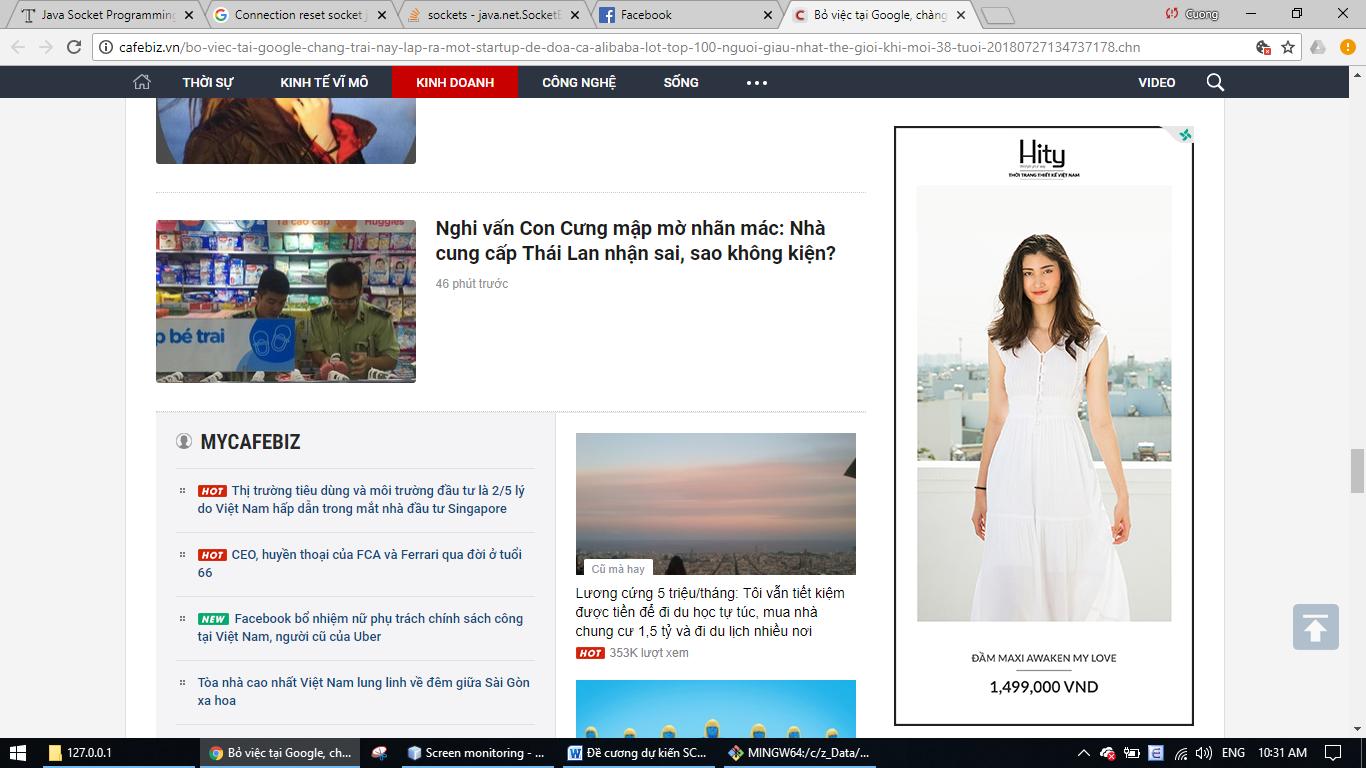 Java Socket Programming
Connection reset socket j
sockets - java.net.SocketE
Facebook
Bỏ việc tại Google, chàng
Cuong
cafebiz.vn/bo-viec-tai-google-chang-trai-nay-lap-ra-mot-startup-de-doa-ca-alibaba-lot-top-100-nguoi-giau-nhat-the-gioi-khi-moi-38-tuoi-20180727134737178.chn
THỜI SỰ
KINH TẾ VĨ MÔ
KINH DOANH
CÔNG NGHỆ
SỐNG
VIDEO
Tã cao cấp
Huggies
p bé trai
Nghi vấn Con Cưng mập mờ nhãn mác: Nhà
cung cấp Thái Lan nhận sai, sao không kiện?
46 phút trước
MYCAFEBIZ
HOT Thị trường tiêu dùng và môi trường đầu tư là 2/5 lý
do Việt Nam hấp dẫn trong mắt nhà đầu tư Singapore
HOT CEO, huyền thoại của FCA và Ferrari qua đời ở tuổi
66
NEW Facebook bổ nhiệm nữ phụ trách chính sách công
tại Việt Nam, người cũ của Uber
Tòa nhà cao nhất Việt Nam lung linh về đêm giữa Sài Gòn
xa hoa
Cũ mà hay
Lương cứng 5 triệu/tháng: Tôi vẫn tiết kiệm
được tiền để đi du học tự túc, mua nhà
chung cư 1,5 tỷ và đi du lịch nhiều nơi
HOT 353K lượt xem
Hity
THỜI TRANG THIẾT KẾ VIỆT NAM
ĐẦM MAXI AWAKEN MY LOVE
1,499,000 VND
127.0.0.1
Bỏ việc tại Google, ch...
Screen monitoring - ...
Đề cương dự kiến SC...
MINGW64:/c/z_Data/...
ENG
10:31 AM